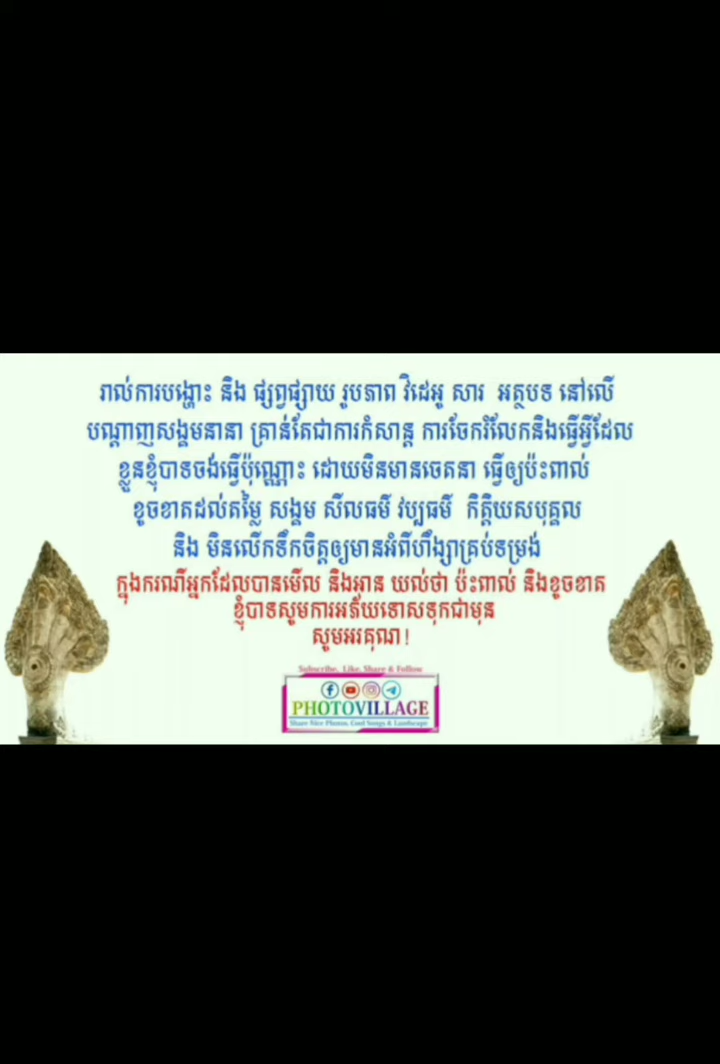 រាល់ការបង្ហោះ និង ផ្សព្វផ្សាយ រូបភាព វិដេអូ សារ អត្ថបទ នៅលើ
បណ្តាញសង្គមនានា គ្រាន់តែជាការកំសាន្ត ការចែករំលែកនិងធ្វើអ្វីដែល
ខ្លួនខ្ញុំបាទចង់ធ្វើប៉ុណ្ណោះ ដោយមិនមានចេតនា ធ្វើឲ្យប៉ះពាល់
ខូចខាតដល់តម្លៃ សង្គម សីលធម៌ វប្បធម៌ កិត្តិយសបុគ្គល
និង មិនលើកទឹកចិត្តឲ្យមានអំពីហឹង្សាគ្រប់ទម្រង់
ក្នុងករណីអ្នកដែលបានមើល និងអាន យល់ថា ប៉ះពាល់ និងខូចខាត
ខ្ញុំបាទសូមការអភ័យទោសទុកជាមុន
សូមអរគុណ!
Subscribe, Like, Share & Follow
PHOTOVILLAGE
Share Nice Photos, Cool Songs & Landscape